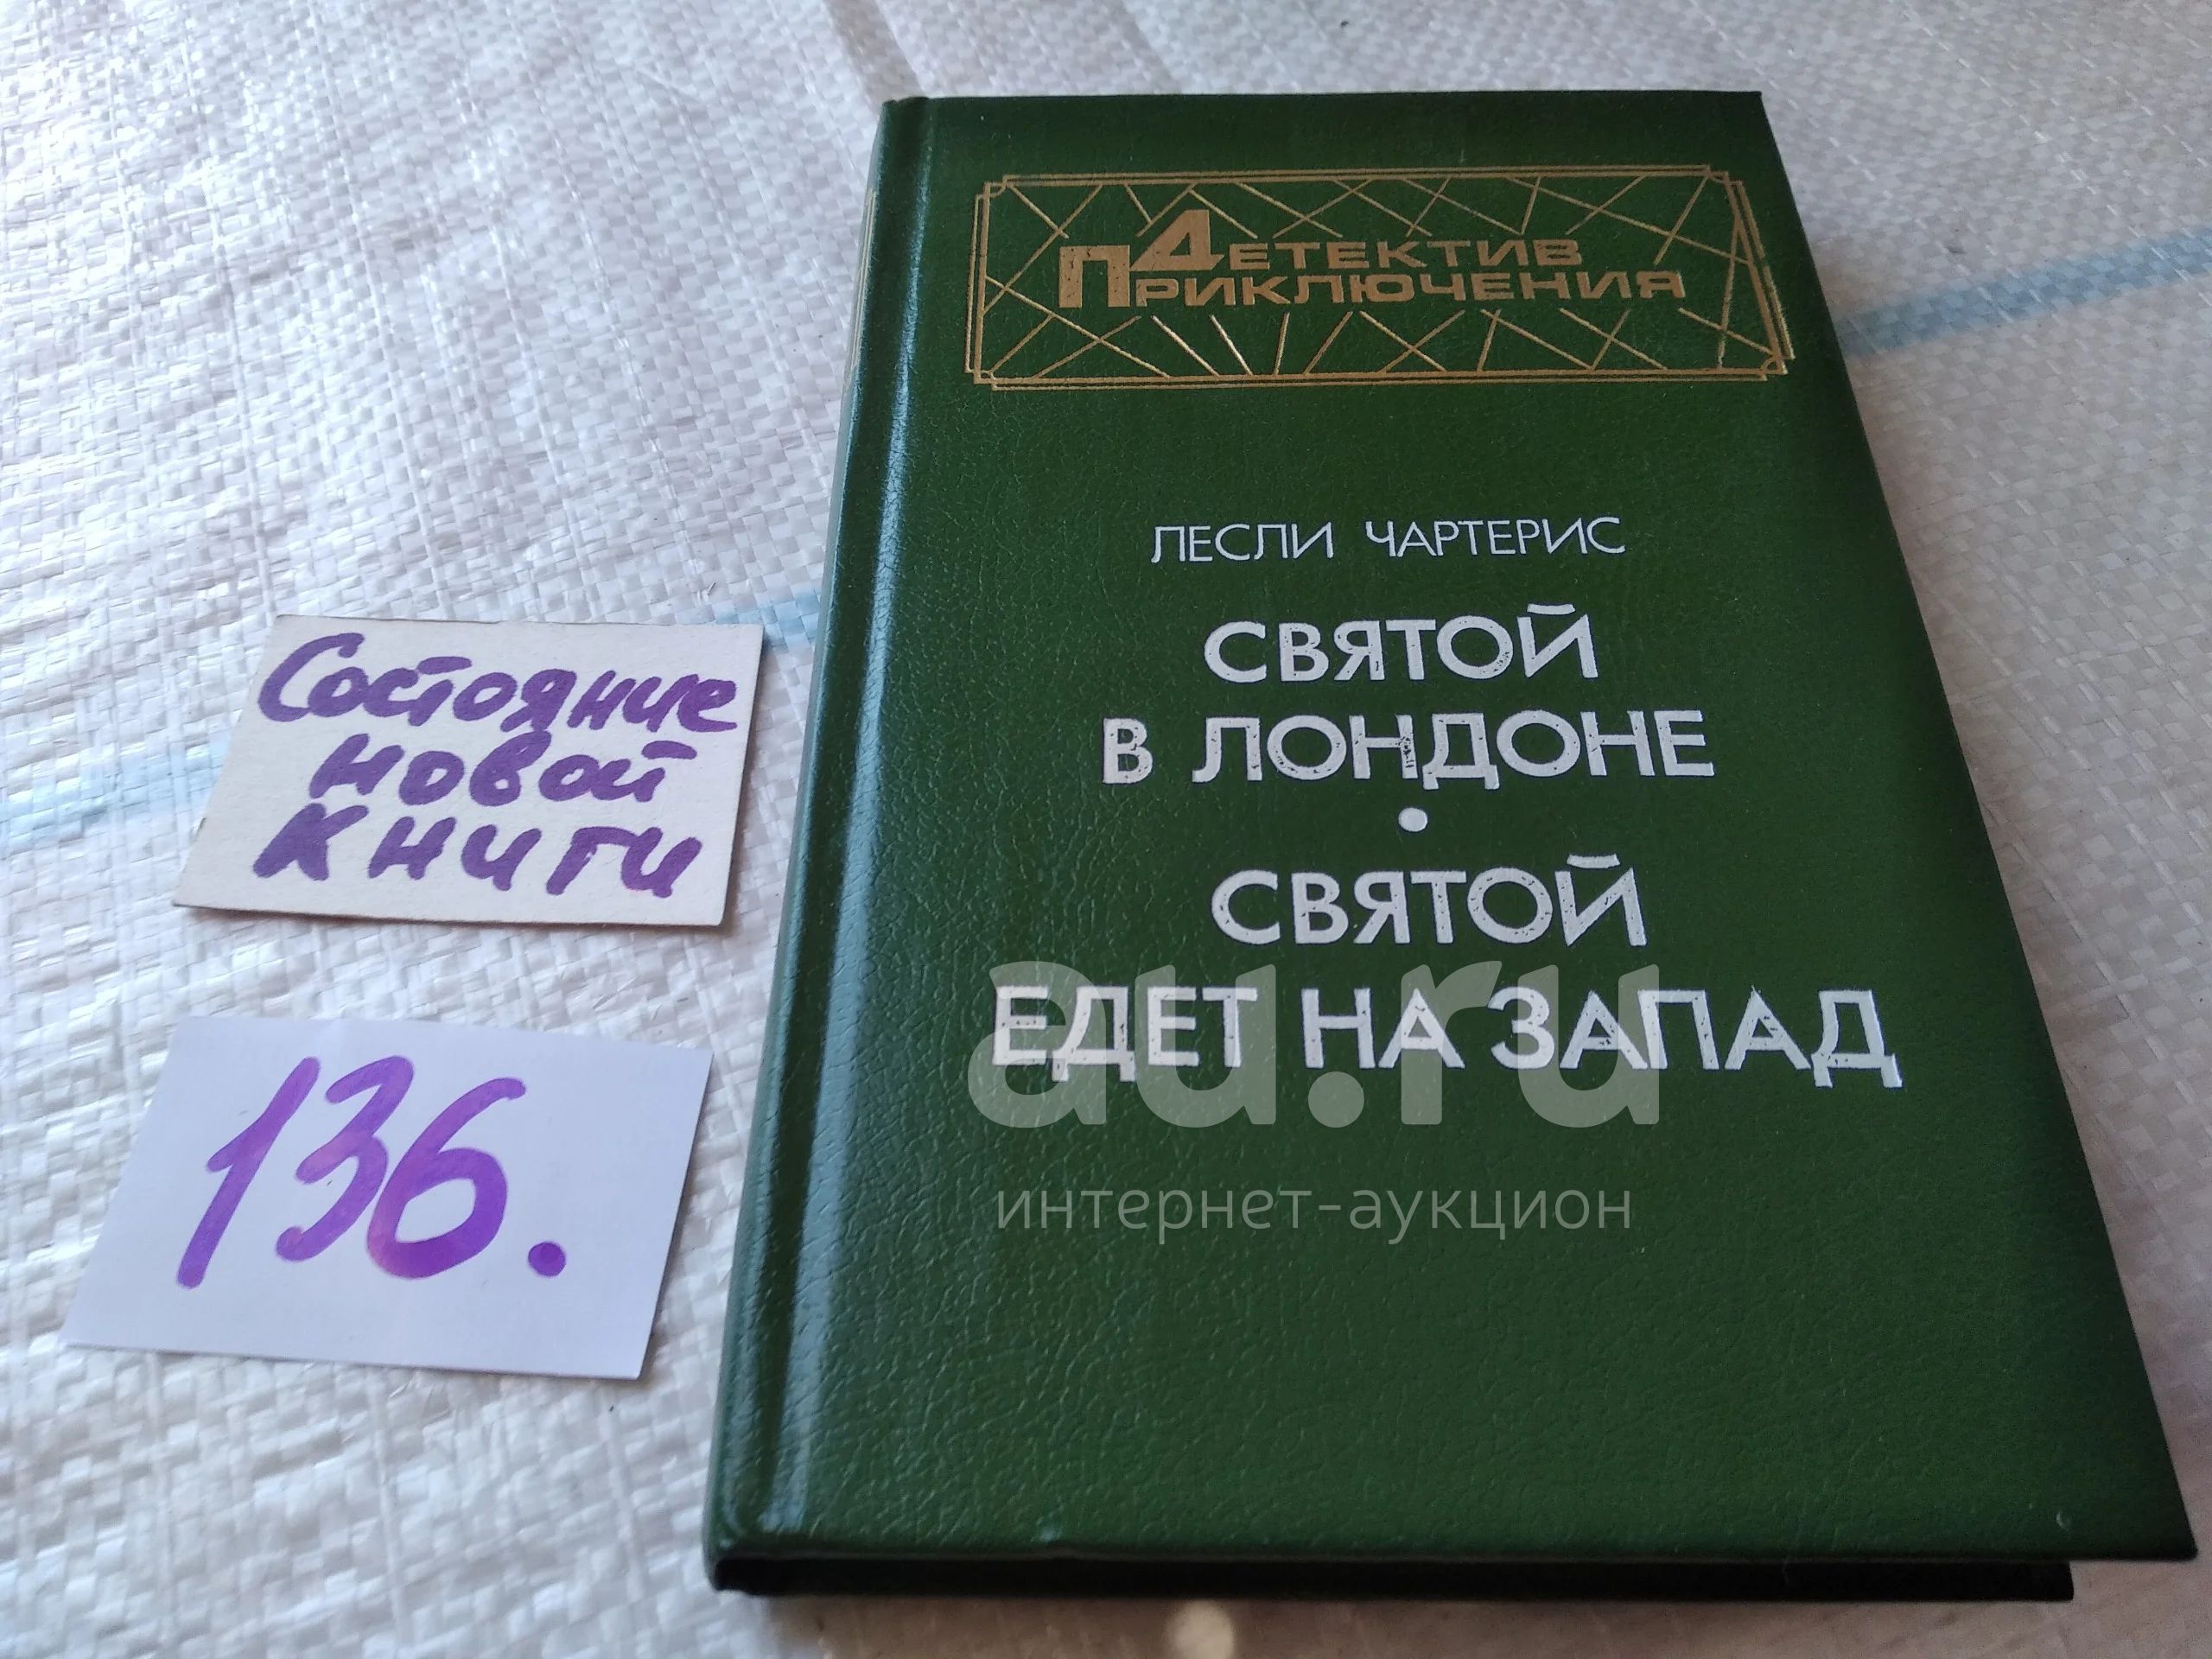 Детектив
Приключения
ЛЕСЛИ ЧАРТЕРИС
СВЯТОЙ
В ЛОНДОНЕ
•
СВЯТОЙ
ЕДЕТ НА ЗАПАД
Состояние
новой
книги
136.
au.ru
интернет-аукцион